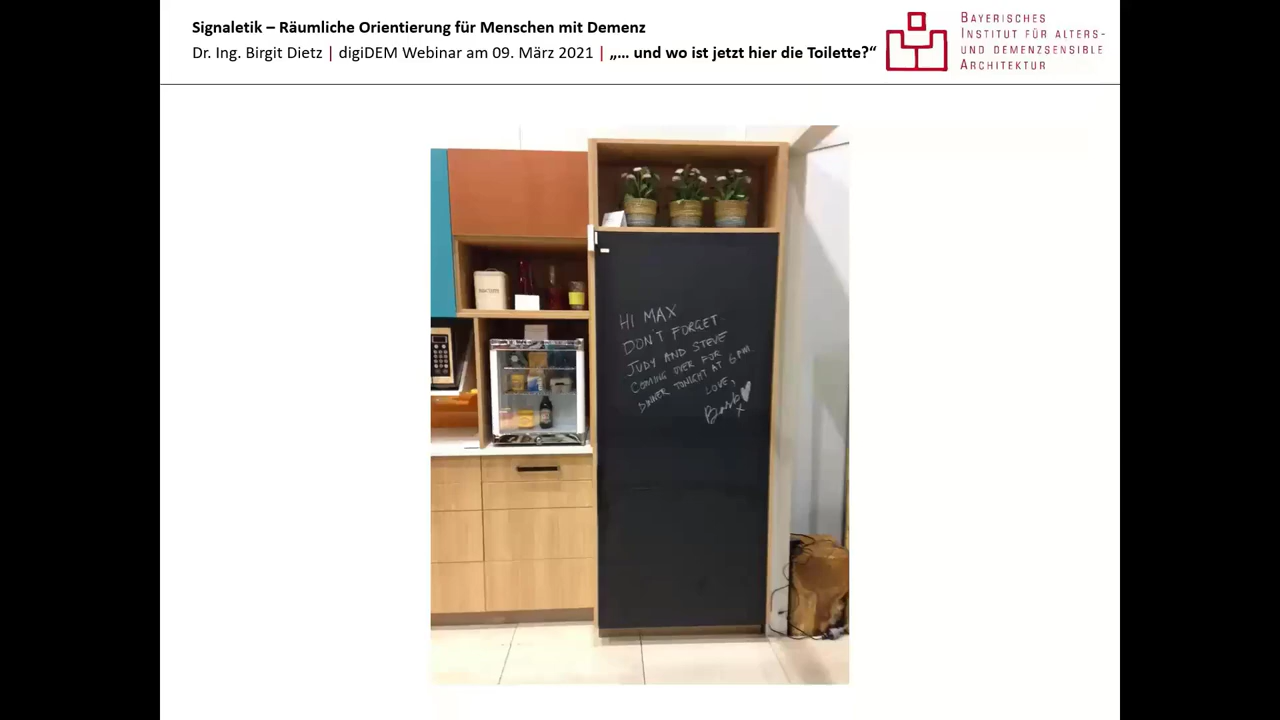 Signaletik – Räumliche Orientierung für Menschen mit Demenz
Dr. Ing. Birgit Dietz | digiDEM Webinar am 09. März 2021 | „… und wo ist jetzt hier die Toilette?“
BAYERISCHES
INSTITUT FÜR ALTERS-
UND DEMENZSENSIBLE
ARCHITEKTUR
HI MAX
DON'T FORGET
JUDY AND STEVE
COMING OVER FOR
DINNER TONIGHT AT 6PM
LOVE,
Barb
x